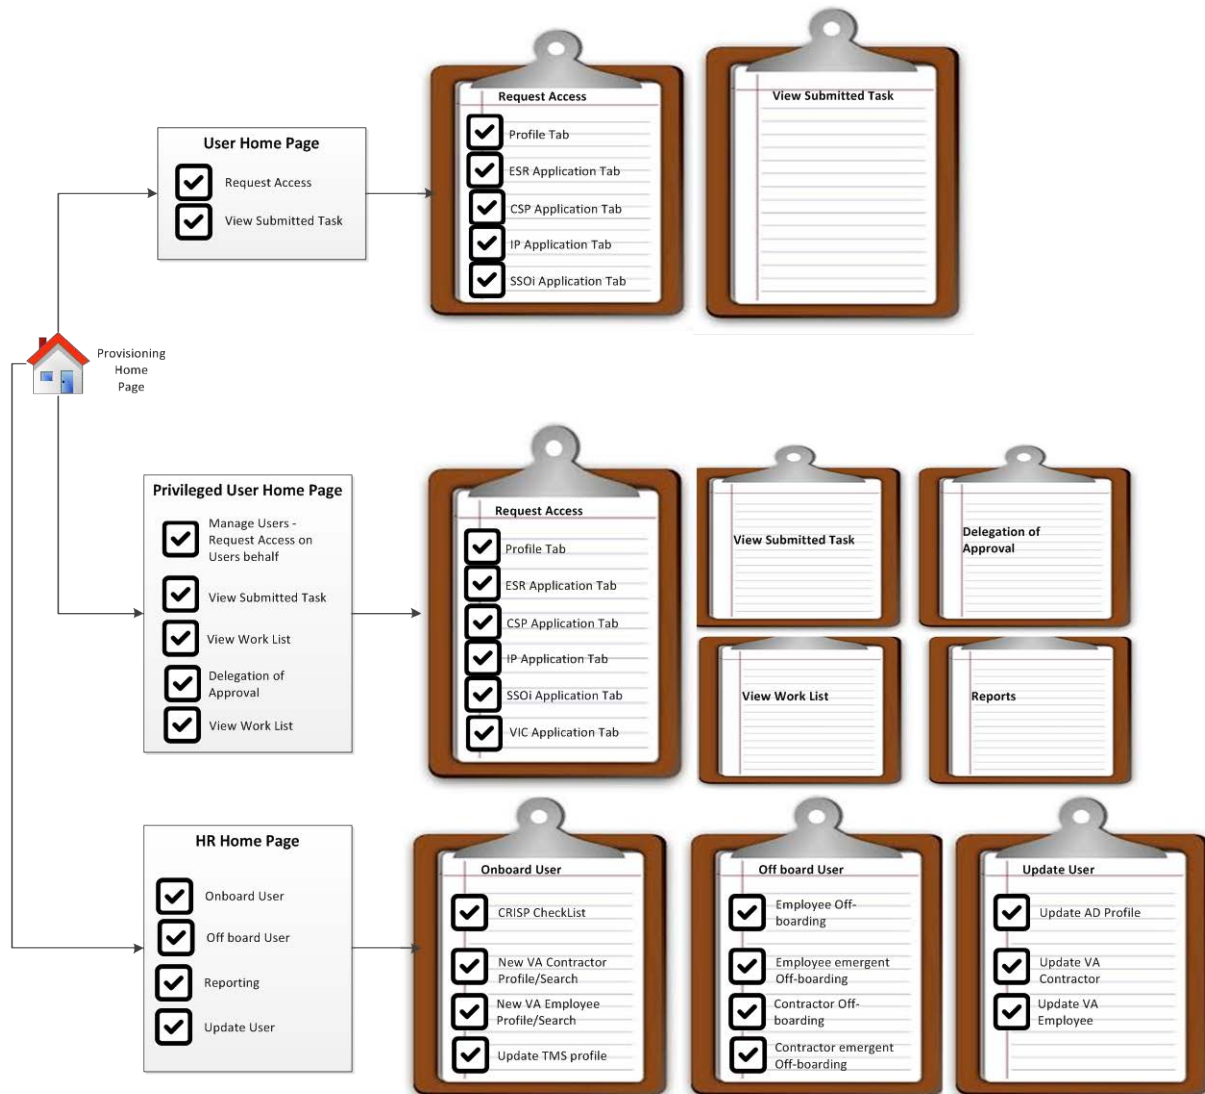 User Home Page
Request Access
View Submitted Task
Request Access
Profile Tab
ESR Application Tab
CSP Application Tab
IP Application Tab
SSOi Application Tab
View Submitted Task
Provisioning
Home
Page
Privileged User Home Page
Manage Users -
Request Access on
Users behalf
View Submitted Task
View Work List
Delegation of
Approval
View Work List
Request Access
Profile Tab
ESR Application Tab
CSP Application Tab
IP Application Tab
SSOi Application Tab
VIC Application Tab
View Submitted Task
Delegation of
Approval
View Work List
Reports
HR Home Page
Onboard User
Off board User
Reporting
Update User
Onboard User
CRISP CheckList
New VA Contractor
Profile/Search
New VA Employee
Profile/Search
Update TMS profile
Off board User
Employee Off-
boarding
Employee emergent
Off-boarding
Contractor Off-
boarding
Contractor emergent
Off-boarding
Update User
Update AD Profile
Update VA
Contractor
Update VA
Employee